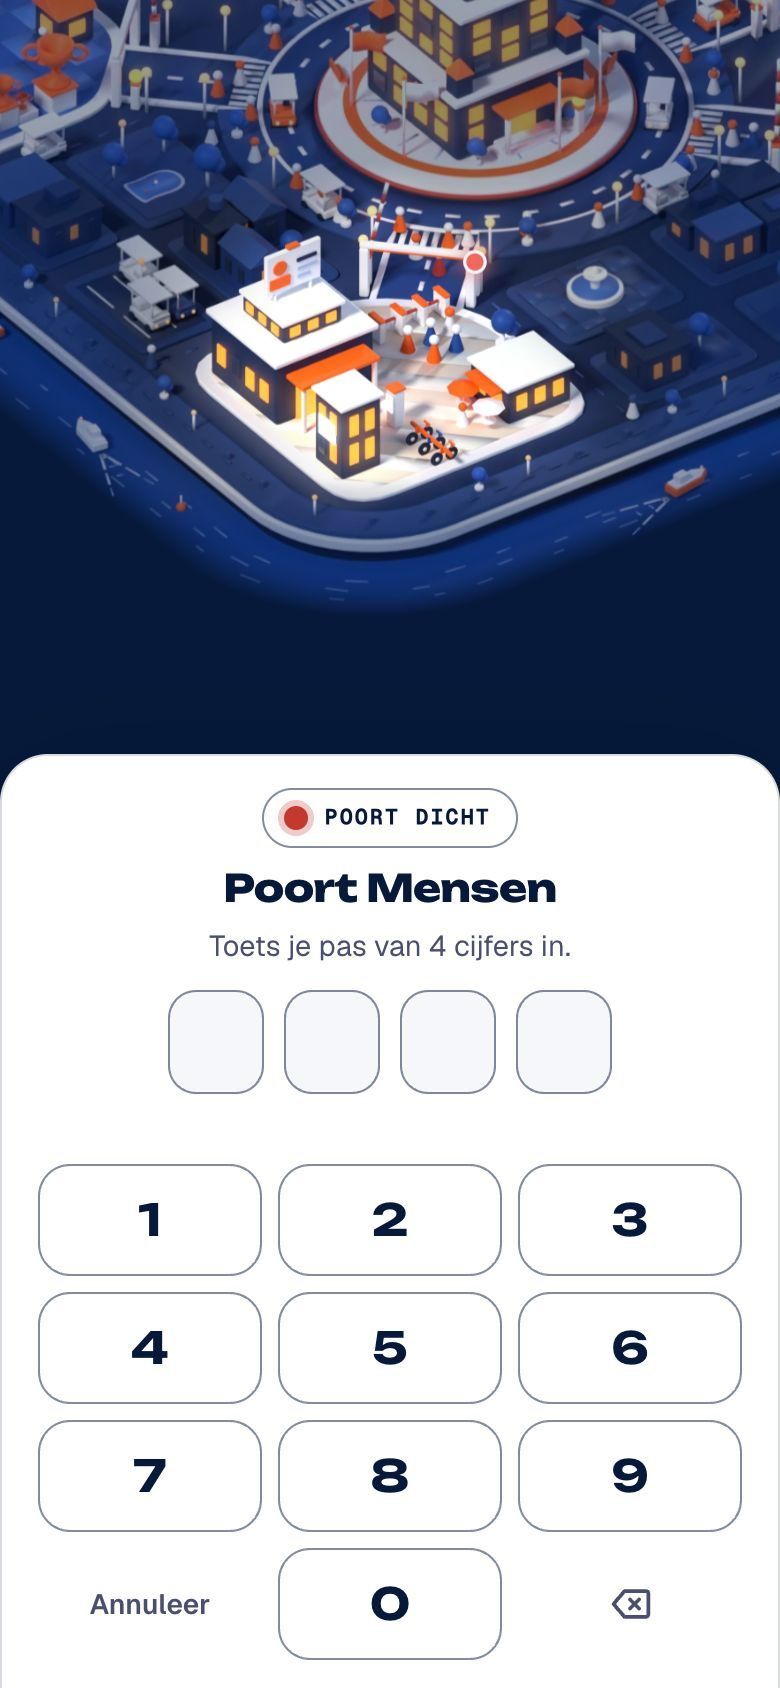 POORT DICHT
Poort Mensen
Toets je pas van 4 cijfers in.
1 2 3
4 5 6
7 8 9
Annuleer 0